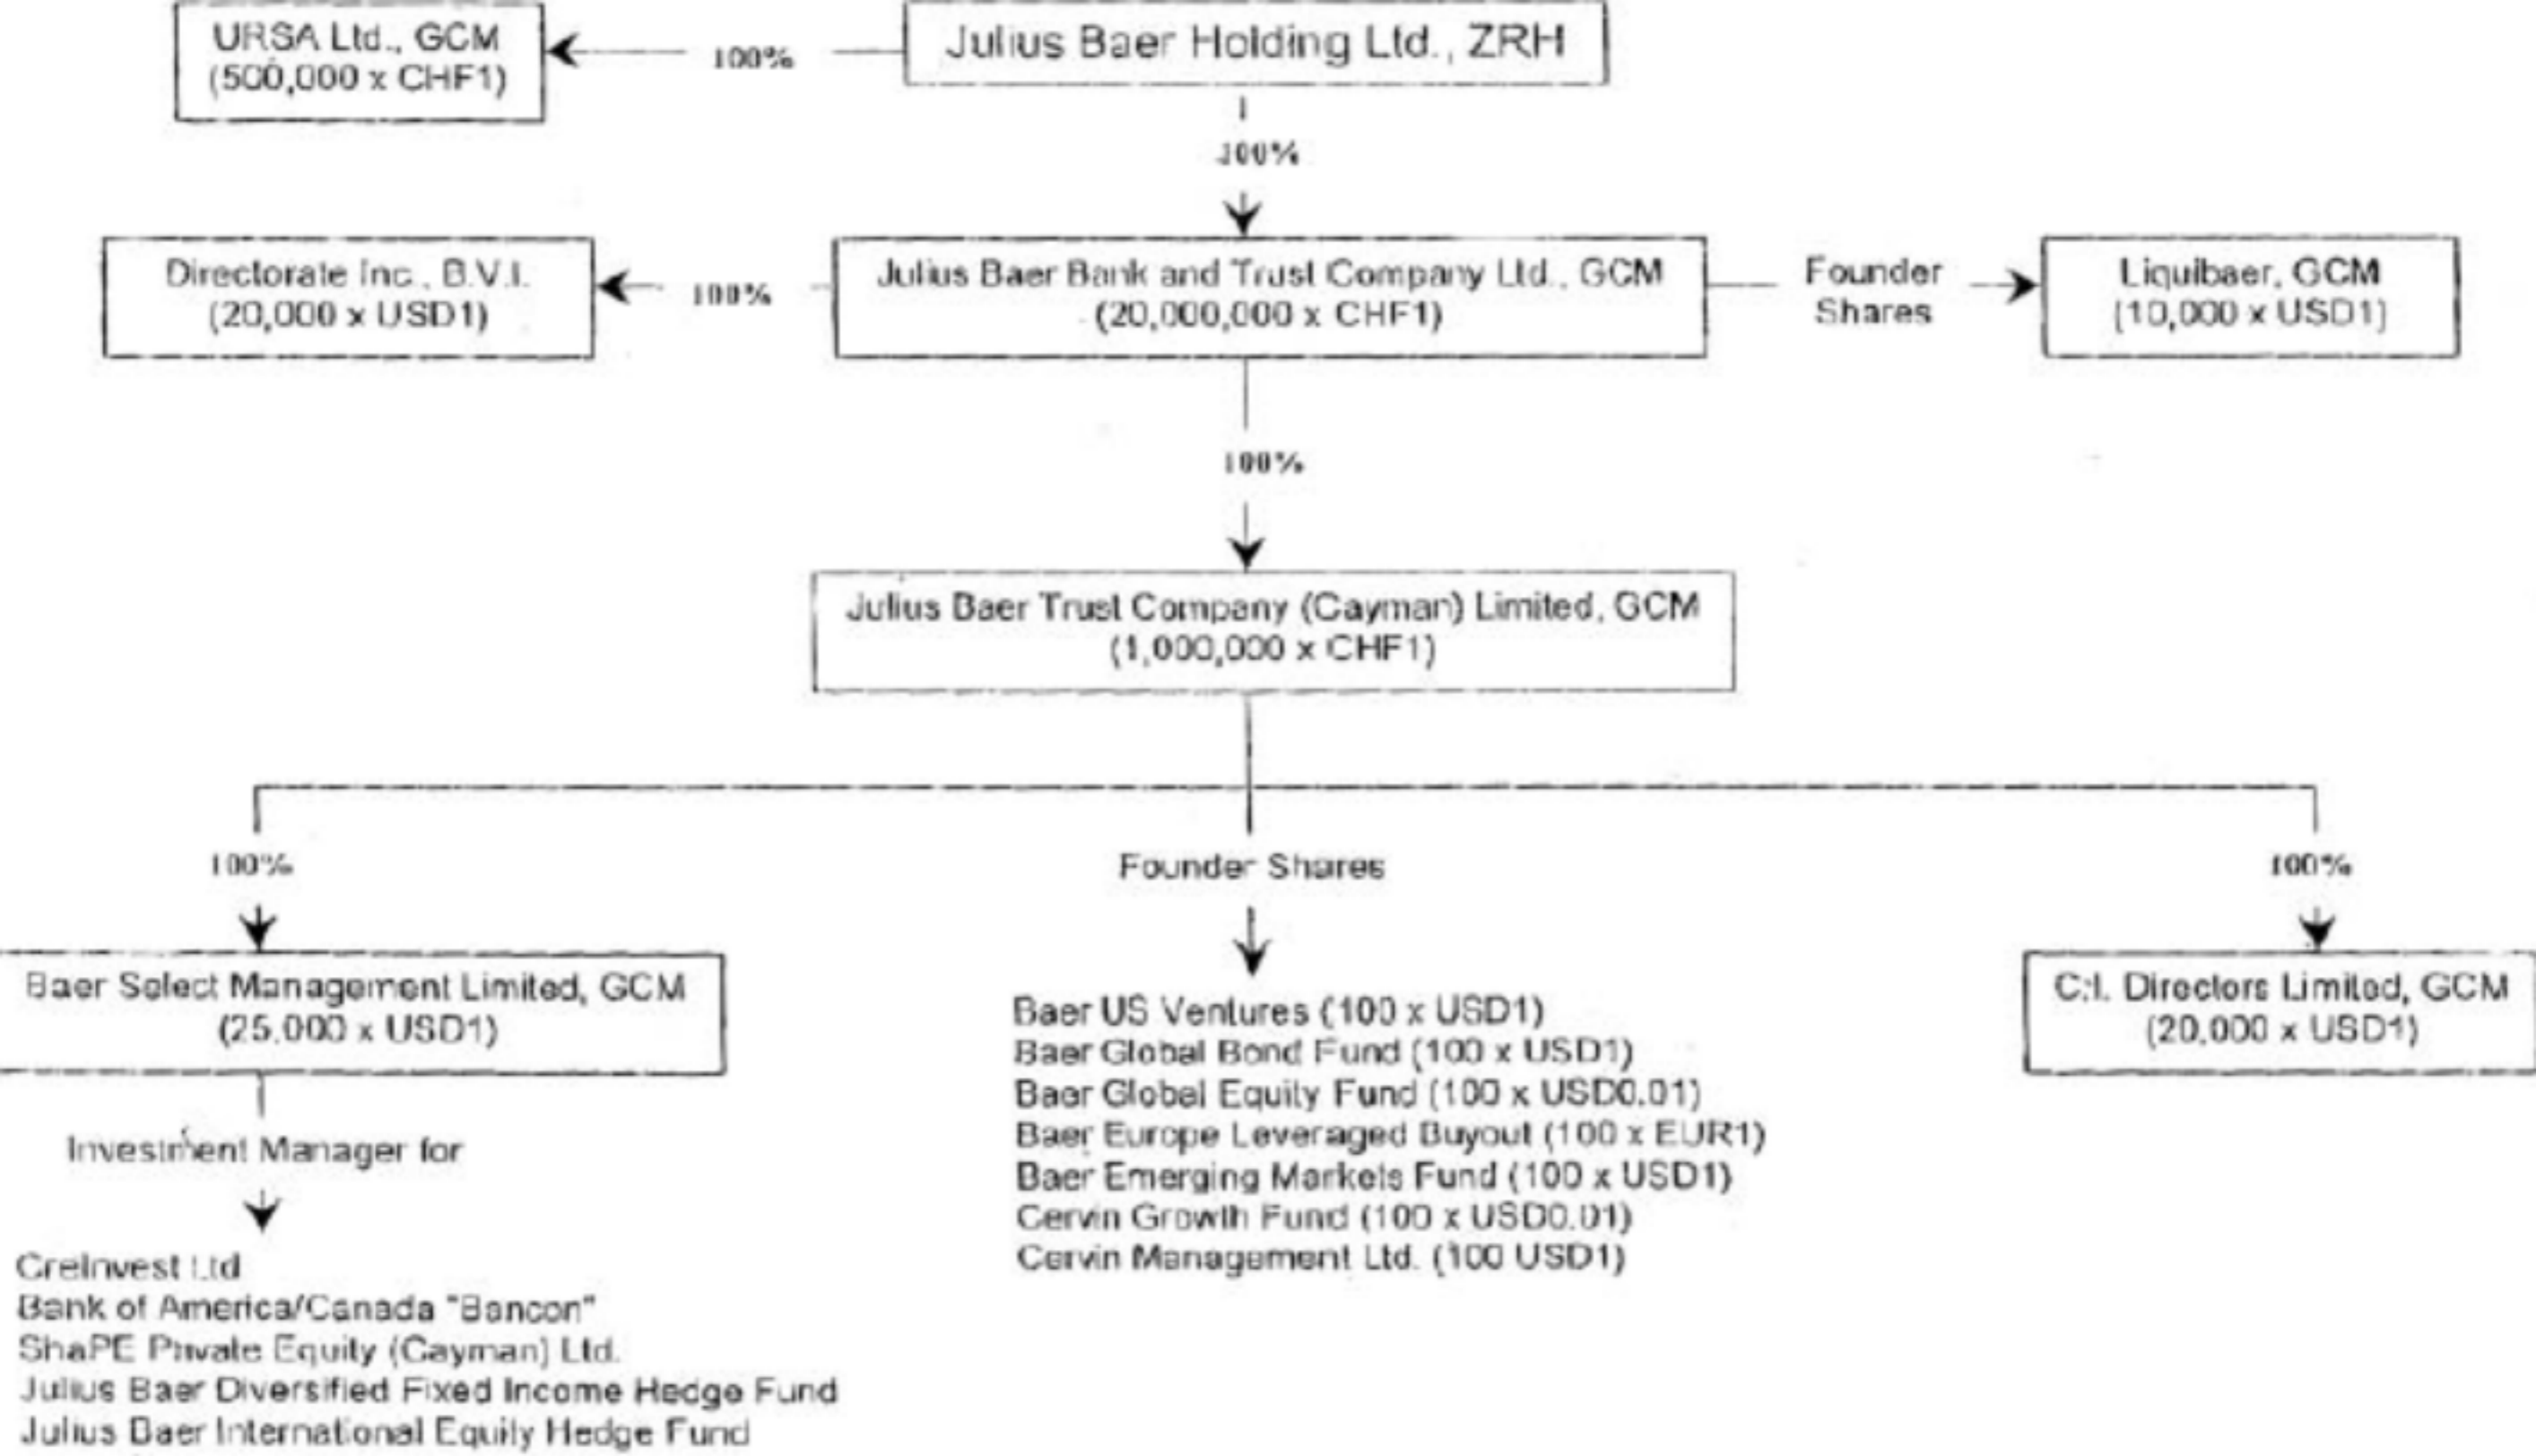 URSA Ltd., GCM
(500,000 x CHF1)
100%
Julius Baer Holding Ltd., ZRH
100%
Directorate Inc., B.V.I.
(20,000 x USD1)
100%
Julius Baer Bank and Trust Company Ltd., GCM
(20,000,000 x CHF1)
Founder
Shares
Liquibaer, GCM
(10,000 x USD1)
100%
Julius Baer Trust Company (Cayman) Limited, GCM
(1,000,000 x CHF1)
100%
Founder Shares
100%
Baer Select Management Limited, GCM
(25,000 x USD1)
C.I. Directors Limited, GCM
(20,000 x USD1)
Investment Manager for
Baer US Ventures (100 x USD1)
Baer Global Bond Fund (100 x USD1)
Baer Global Equity Fund (100 x USD0.01)
Baer Europe Leveraged Buyout (100 x EUR1)
Baer Emerging Markets Fund (100 x USD1)
Cervin Growth Fund (100 x USD0.01)
Cervin Management Ltd. (100 USD1)
CreInvest Ltd
Bank of America/Canada "Bancon"
ShaPE Private Equity (Cayman) Ltd.
Julius Baer Diversified Fixed Income Hedge Fund
Julius Baer International Equity Hedge Fund